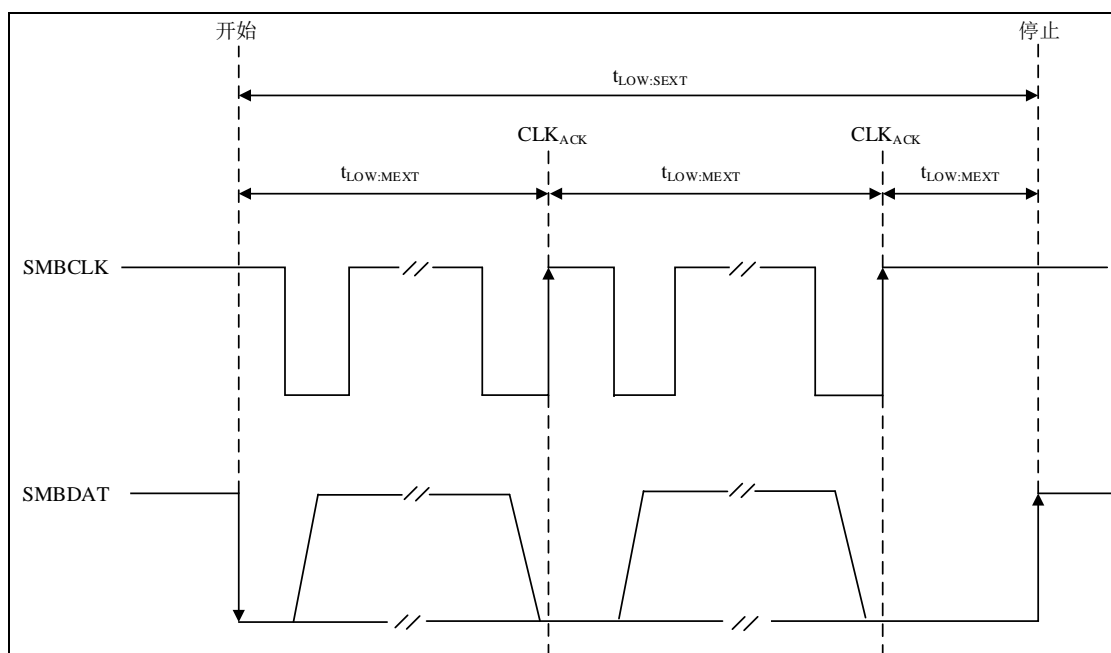 开始 停止
tLOW:SEXT
CLKACK CLKACK
tLOW:MEXT tLOW:MEXT tLOW:MEXT
SMBCLK
SMBDAT